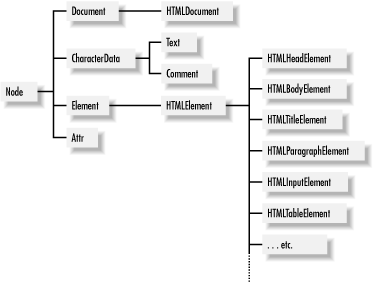 Node
Document
HTMLDocument
CharacterData
Text
Comment
Element
HTMLElement
Attr
HTMLHeadElement
HTMLBodyElement
HTMLTitleElement
HTMLParagraphElement
HTMLInputElement
HTMLTableElement
. . . etc.